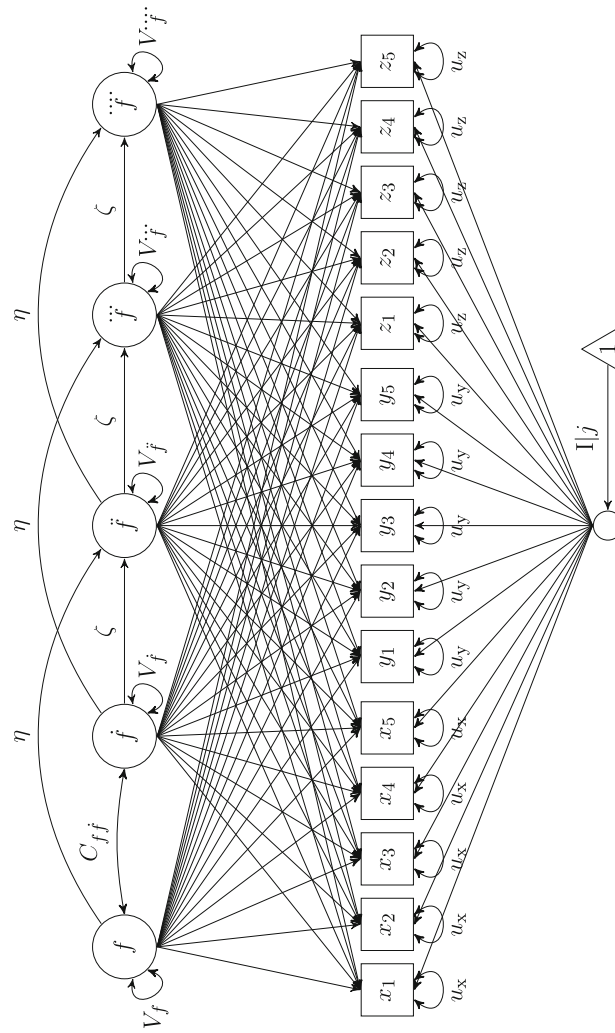 η η η
C_{f ḟ} ζ ζ ζ
V_f f ḟ V_ḟ f̈ V_f̈ f⃛ V_f⃛ f⃜ V_f⃜
x₁ x₂ x₃ x₄ x₅ y₁ y₂ y₃ y₄ y₅ z₁ z₂ z₃ z₄ z₅
u_x u_x u_x u_x u_x u_y u_y u_y u_y u_y u_z u_z u_z u_z u_z
I|j 1